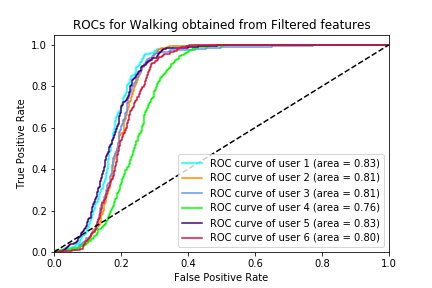 ROCs for Walking obtained from Filtered features
1.0
0.8
0.6
0.4
0.2
0.0
True Positive Rate
ROC curve of user 1 (area = 0.83)
ROC curve of user 2 (area = 0.81)
ROC curve of user 3 (area = 0.81)
ROC curve of user 4 (area = 0.76)
ROC curve of user 5 (area = 0.83)
ROC curve of user 6 (area = 0.80)
0.0 0.2 0.4 0.6 0.8 1.0
False Positive Rate